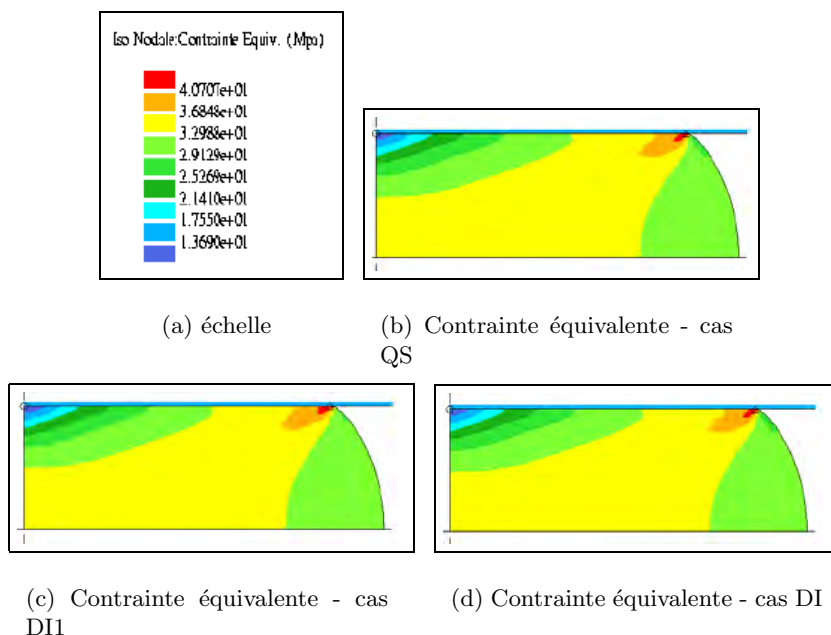 Iso Nodale:Contrainte Equiv. (Mpa)
4.0707e+01
3.6848e+01
3.2988e+01
2.9129e+01
2.5269e+01
2.1410e+01
1.7550e+01
1.3690e+01
(a) échelle
(b) Contrainte équivalente - cas
QS
(c) Contrainte équivalente - cas
DI1
(d) Contrainte équivalente - cas DI